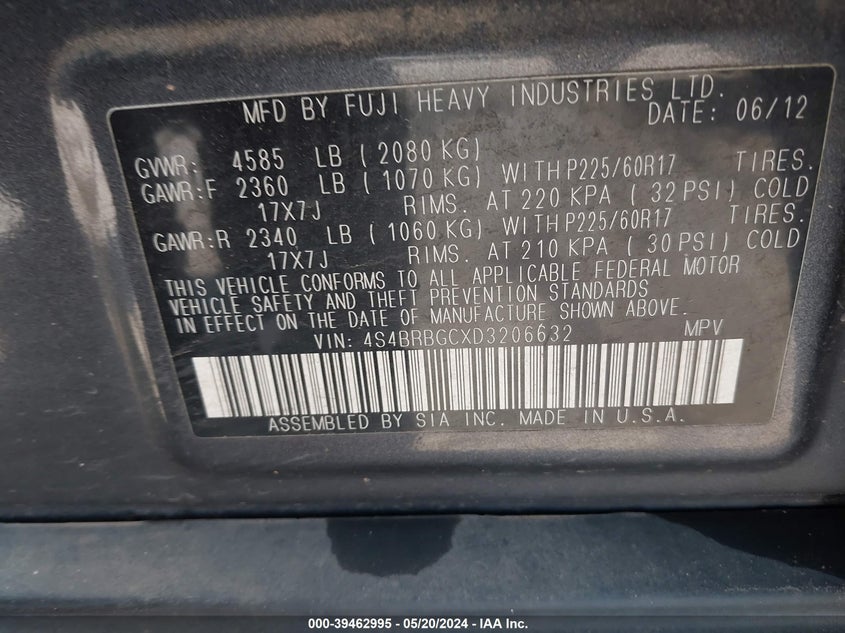 MFD BY FUJI HEAVY INDUSTRIES LTD.
DATE: 06/12
GVWR: 4585 LB ( 2080 KG)
GAWR:F 2360 LB ( 1070 KG) WITH P225/60R17 TIRES.
17X7J RIMS. AT 220 KPA ( 32 PSI) COLD
GAWR:R 2340 LB ( 1060 KG) WITH P225/60R17 TIRES.
17X7J RIMS. AT 210 KPA ( 30 PSI) COLD
THIS VEHICLE CONFORMS TO ALL APPLICABLE FEDERAL MOTOR
VEHICLE SAFETY AND THEFT PREVENTION STANDARDS
IN EFFECT ON THE DATE OF MANUFACTURE SHOWN ABOVE.
VIN: 4S4BRBGCXD3206632 MPV
ASSEMBLED BY SIA INC. MADE IN U.S.A.
000-39462995 - 05/20/2024 - IAA Inc.